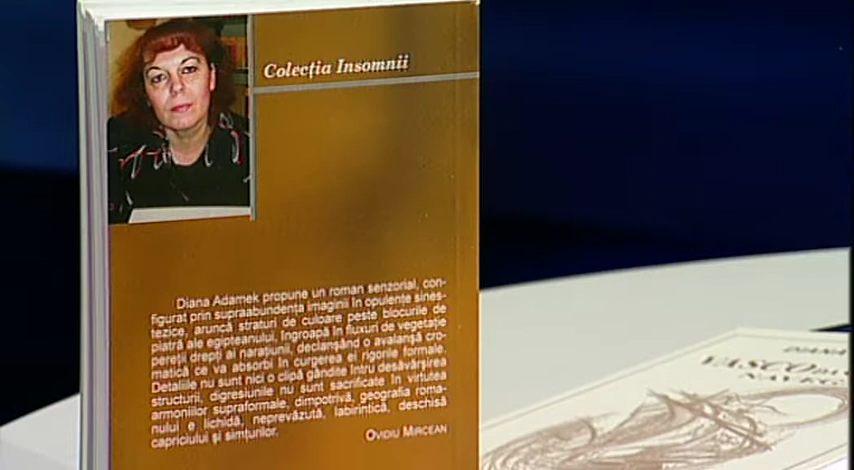 Colecția Insomnii
Diana Adamek propune un roman senzorial, con-
figurat prin supraabundența imaginii în opulențe sines-
tezice, aruncă straturi de culoare peste blocurile de
piatră ale egipteanului, îngroapă în fluxuri de vegetație
pereții drepți ai narațiunii, declanșând o avalanșă cro-
matică ce va absorbi în curgerea ei rigorile formale.
Detaliile nu sunt nici o clipă gândite întru desăvârșirea
structurii, digresiunile nu sunt sacrificate în virtutea
armoniilor supraformale, dimpotrivă, geografia roma-
nului e lichidă, neprevăzută, labirintică, deschisă
capriciului și simțurilor.
OVIDIU MIRCEAN
DIANA
VASCO DA
NAVEG